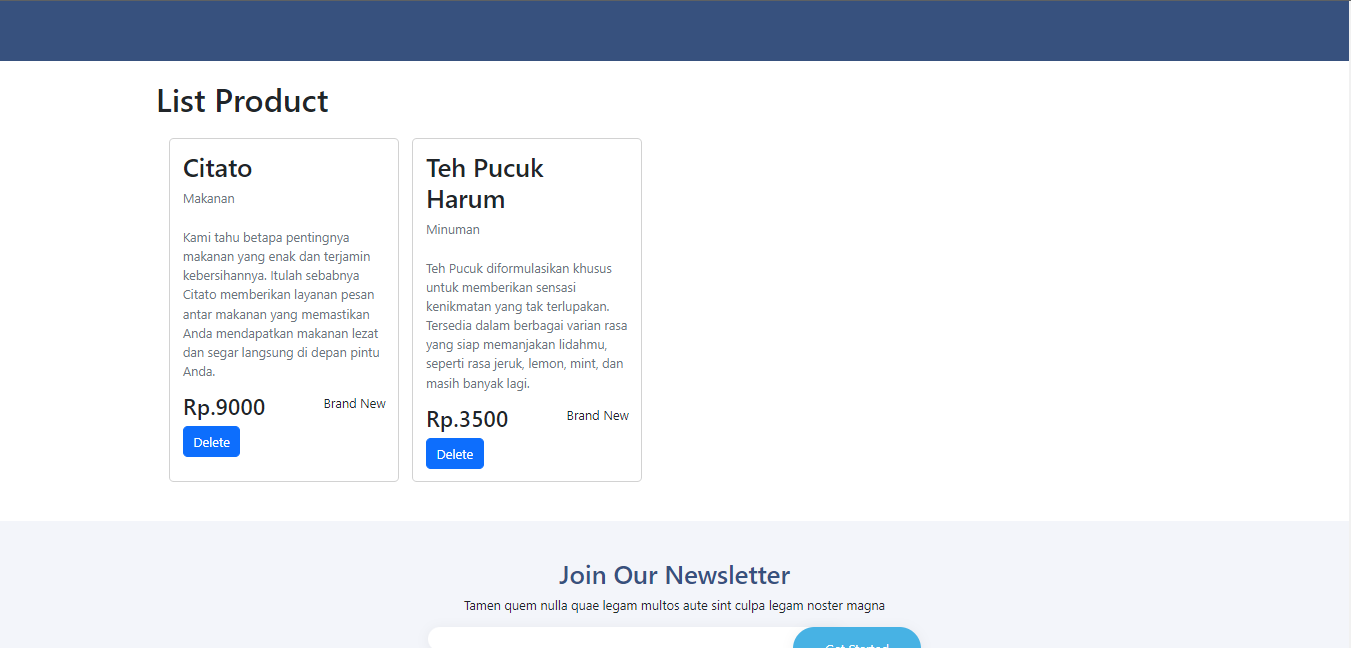 List Product
Citato
Makanan
Kami tahu betapa pentingnya
makanan yang enak dan terjamin
kebersihannya. Itulah sebabnya
Citato memberikan layanan pesan
antar makanan yang memastikan
Anda mendapatkan makanan lezat
dan segar langsung di depan pintu
Anda.
Rp.9000
Brand New
Delete
Teh Pucuk
Harum
Minuman
Teh Pucuk diformulasikan khusus
untuk memberikan sensasi
kenikmatan yang tak terlupakan.
Tersedia dalam berbagai varian rasa
yang siap memanjakan lidahmu,
seperti rasa jeruk, lemon, mint, dan
masih banyak lagi.
Rp.3500
Brand New
Delete
Join Our Newsletter
Tamen quem nulla quae legam multos aute sint culpa legam noster magna
Get Started